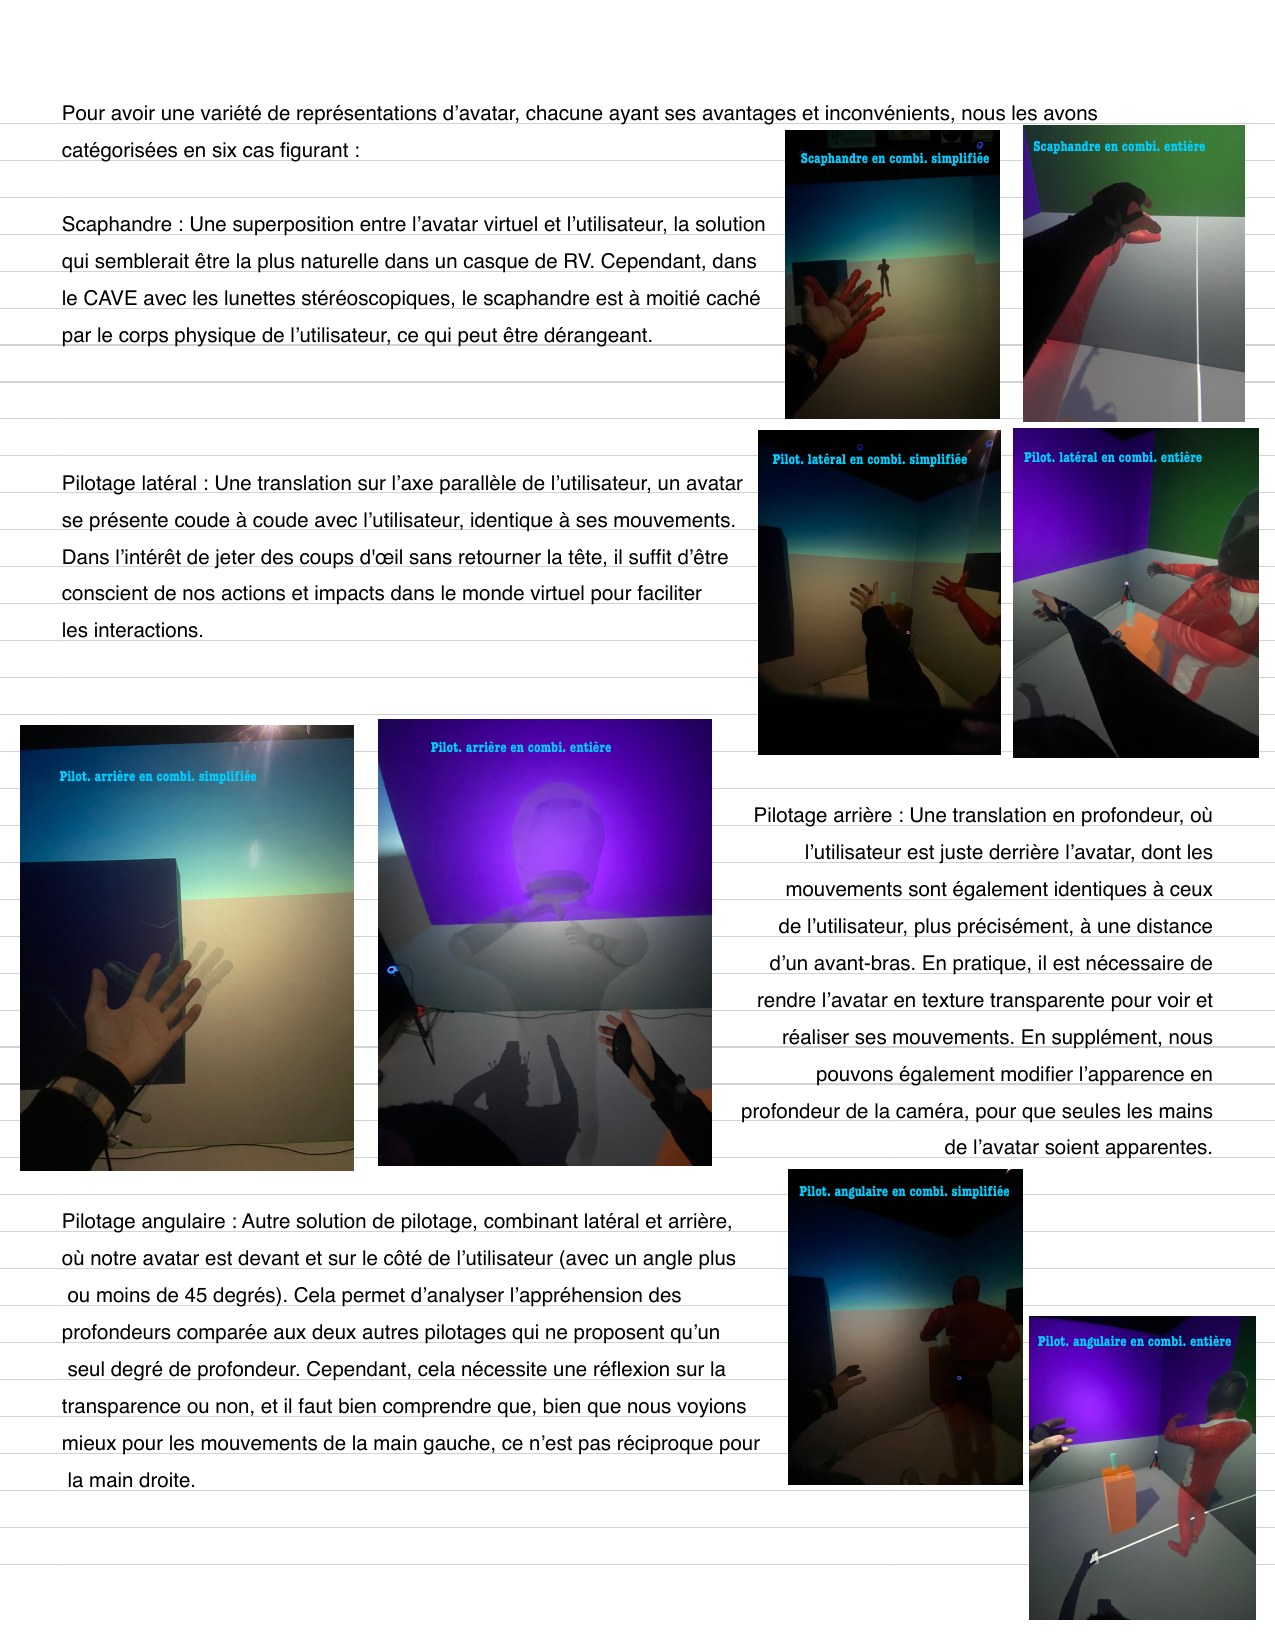 Pour avoir une variété de représentations d’avatar, chacune ayant ses avantages et inconvénients, nous les avons
catégorisées en six cas figurant :
Scaphandre en combi. simplifiée
Scaphandre en combi. entière
Scaphandre : Une superposition entre l’avatar virtuel et l’utilisateur, la solution
qui semblerait être la plus naturelle dans un casque de RV. Cependant, dans
le CAVE avec les lunettes stéréoscopiques, le scaphandre est à moitié caché
par le corps physique de l’utilisateur, ce qui peut être dérangeant.
Pilot. latéral en combi. simplifiée
Pilot. latéral en combi. entière
Pilotage latéral : Une translation sur l’axe parallèle de l’utilisateur, un avatar
se présente coude à coude avec l’utilisateur, identique à ses mouvements.
Dans l’intérêt de jeter des coups d'œil sans retourner la tête, il suffit d’être
conscient de nos actions et impacts dans le monde virtuel pour faciliter
les interactions.
Pilot. arrière en combi. simplifiée
Pilot. arrière en combi. entière
Pilotage arrière : Une translation en profondeur, où
l’utilisateur est juste derrière l’avatar, dont les
mouvements sont également identiques à ceux
de l’utilisateur, plus précisément, à une distance
d’un avant-bras. En pratique, il est nécessaire de
rendre l’avatar en texture transparente pour voir et
réaliser ses mouvements. En supplément, nous
pouvons également modifier l’apparence en
profondeur de la caméra, pour que seules les mains
de l’avatar soient apparentes.
Pilot. angulaire en combi. simplifiée
Pilotage angulaire : Autre solution de pilotage, combinant latéral et arrière,
où notre avatar est devant et sur le côté de l’utilisateur (avec un angle plus
ou moins de 45 degrés). Cela permet d’analyser l’appréhension des
profondeurs comparée aux deux autres pilotages qui ne proposent qu’un
seul degré de profondeur. Cependant, cela nécessite une réflexion sur la
transparence ou non, et il faut bien comprendre que, bien que nous voyions
mieux pour les mouvements de la main gauche, ce n’est pas réciproque pour
la main droite.
Pilot. angulaire en combi. entière